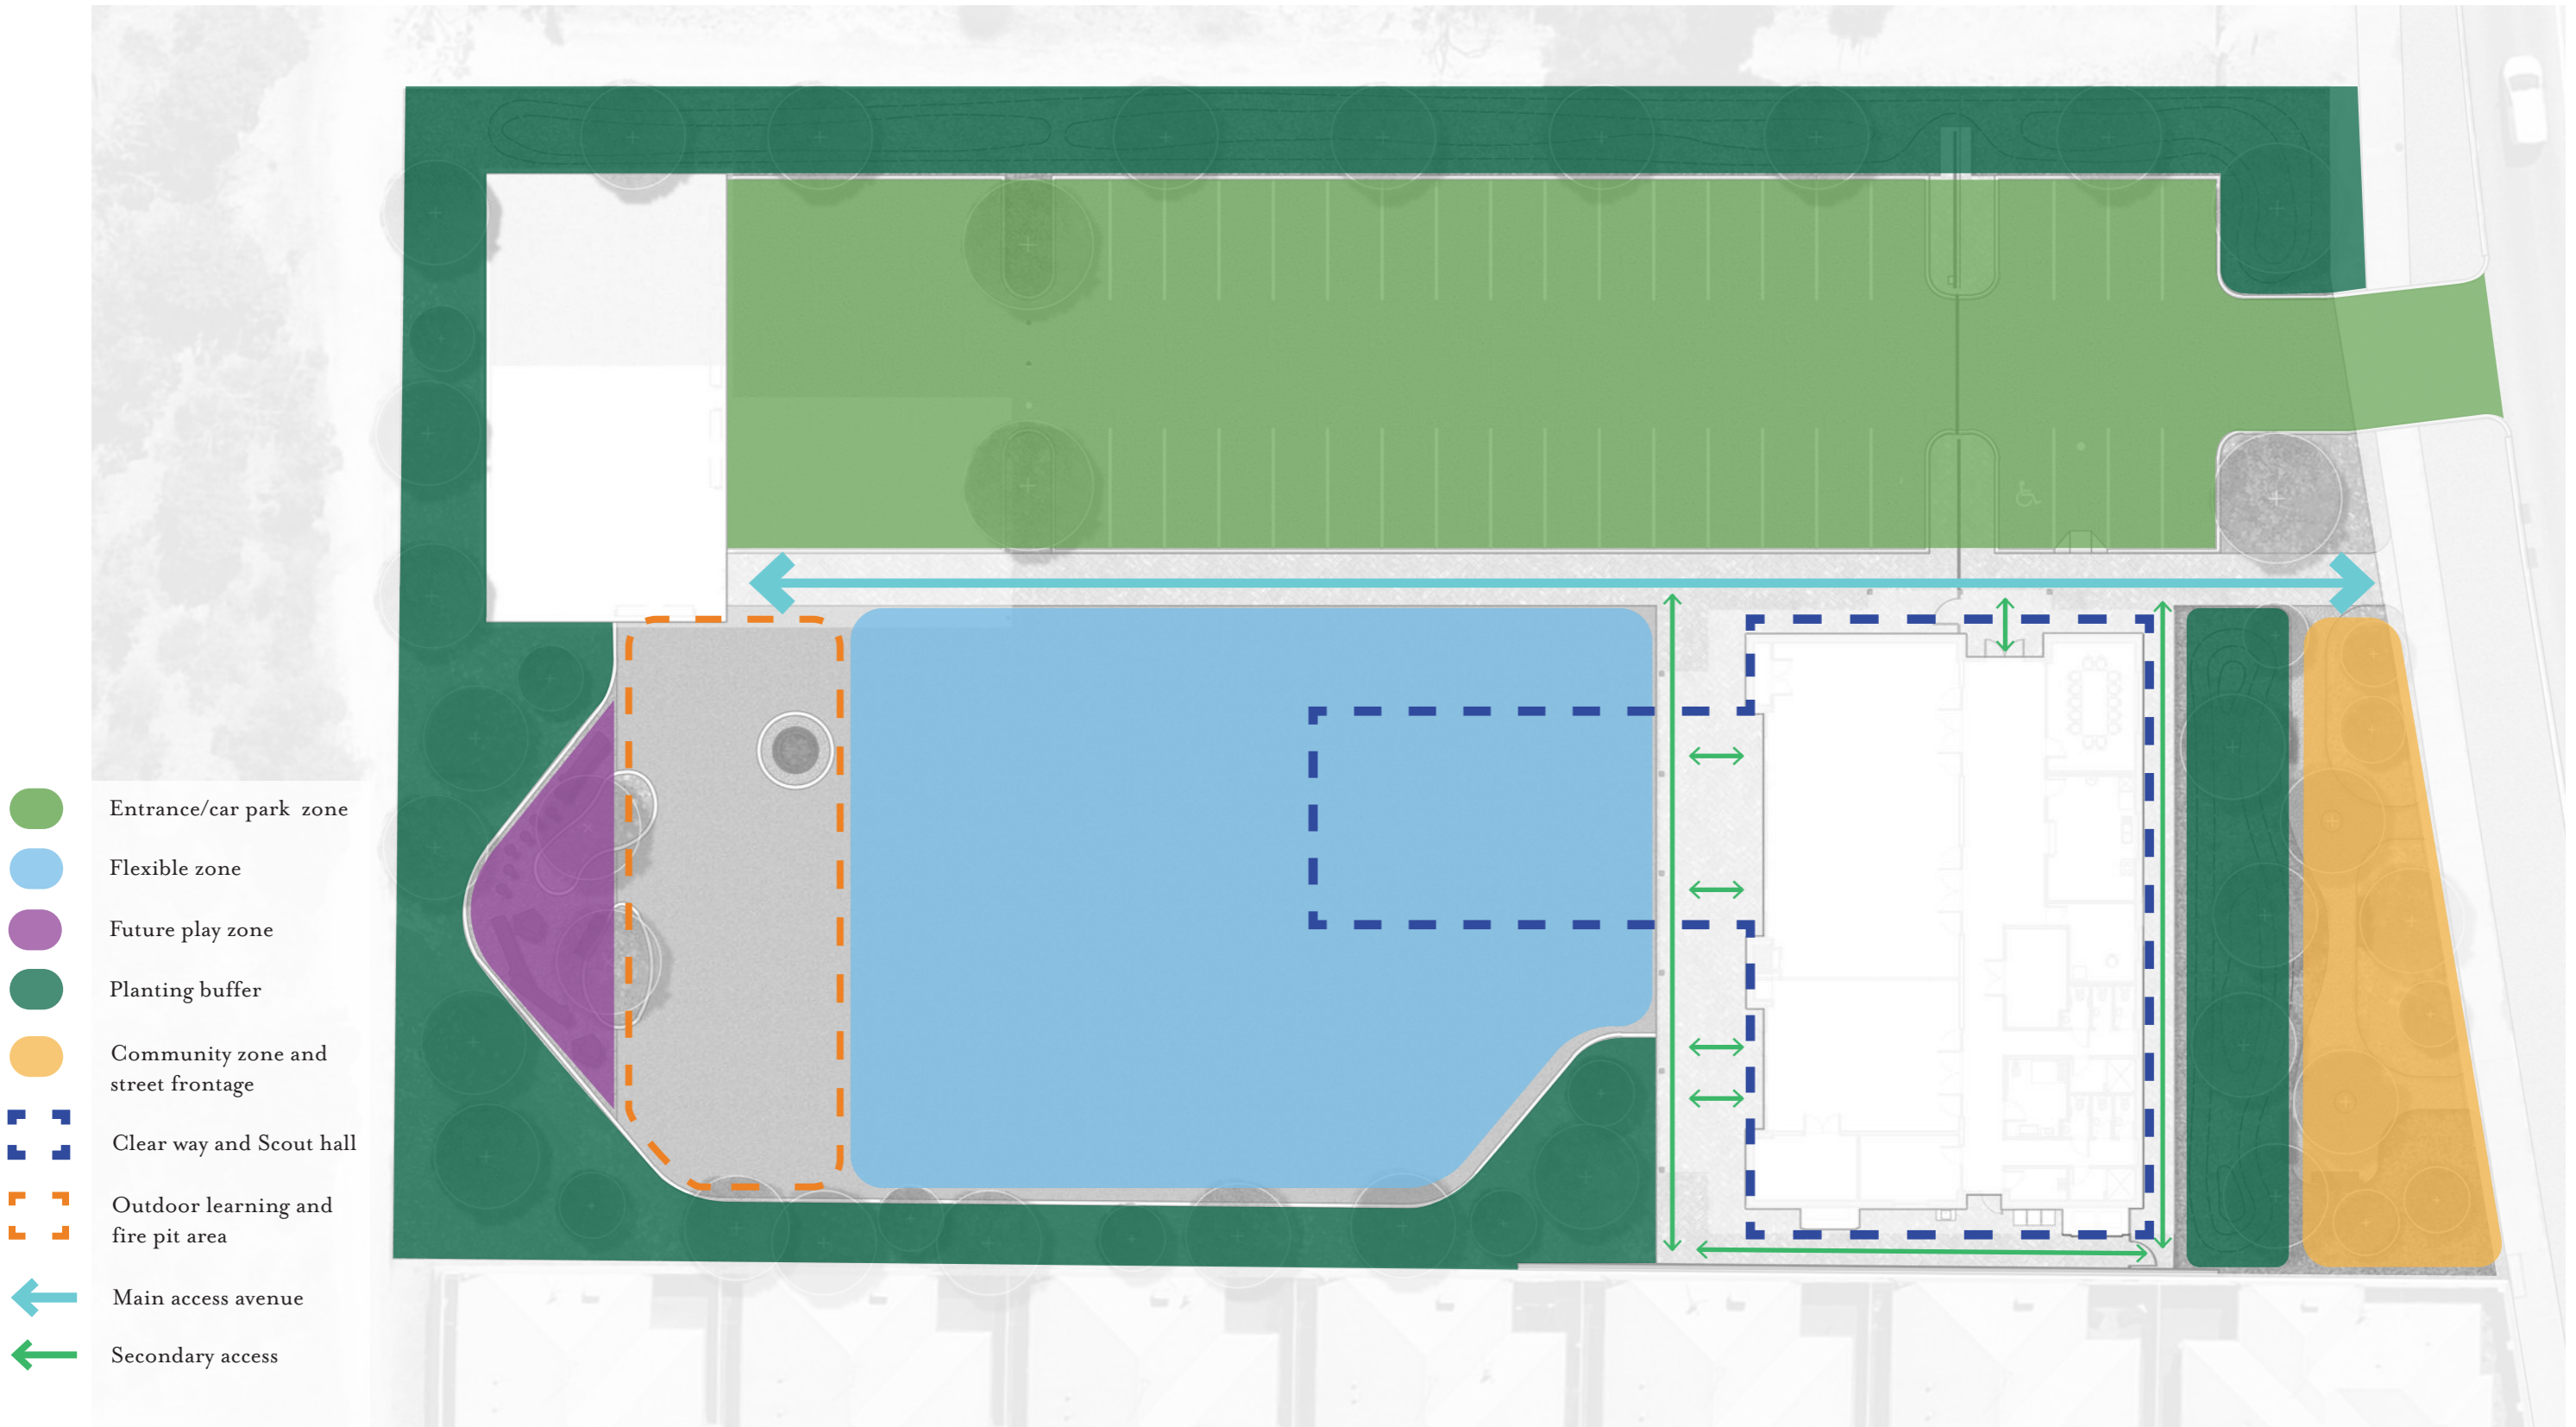 Entrance/car park zone
Flexible zone
Future play zone
Planting buffer
Community zone and
street frontage
Clear way and Scout hall
Outdoor learning and
fire pit area
Main access avenue
Secondary access